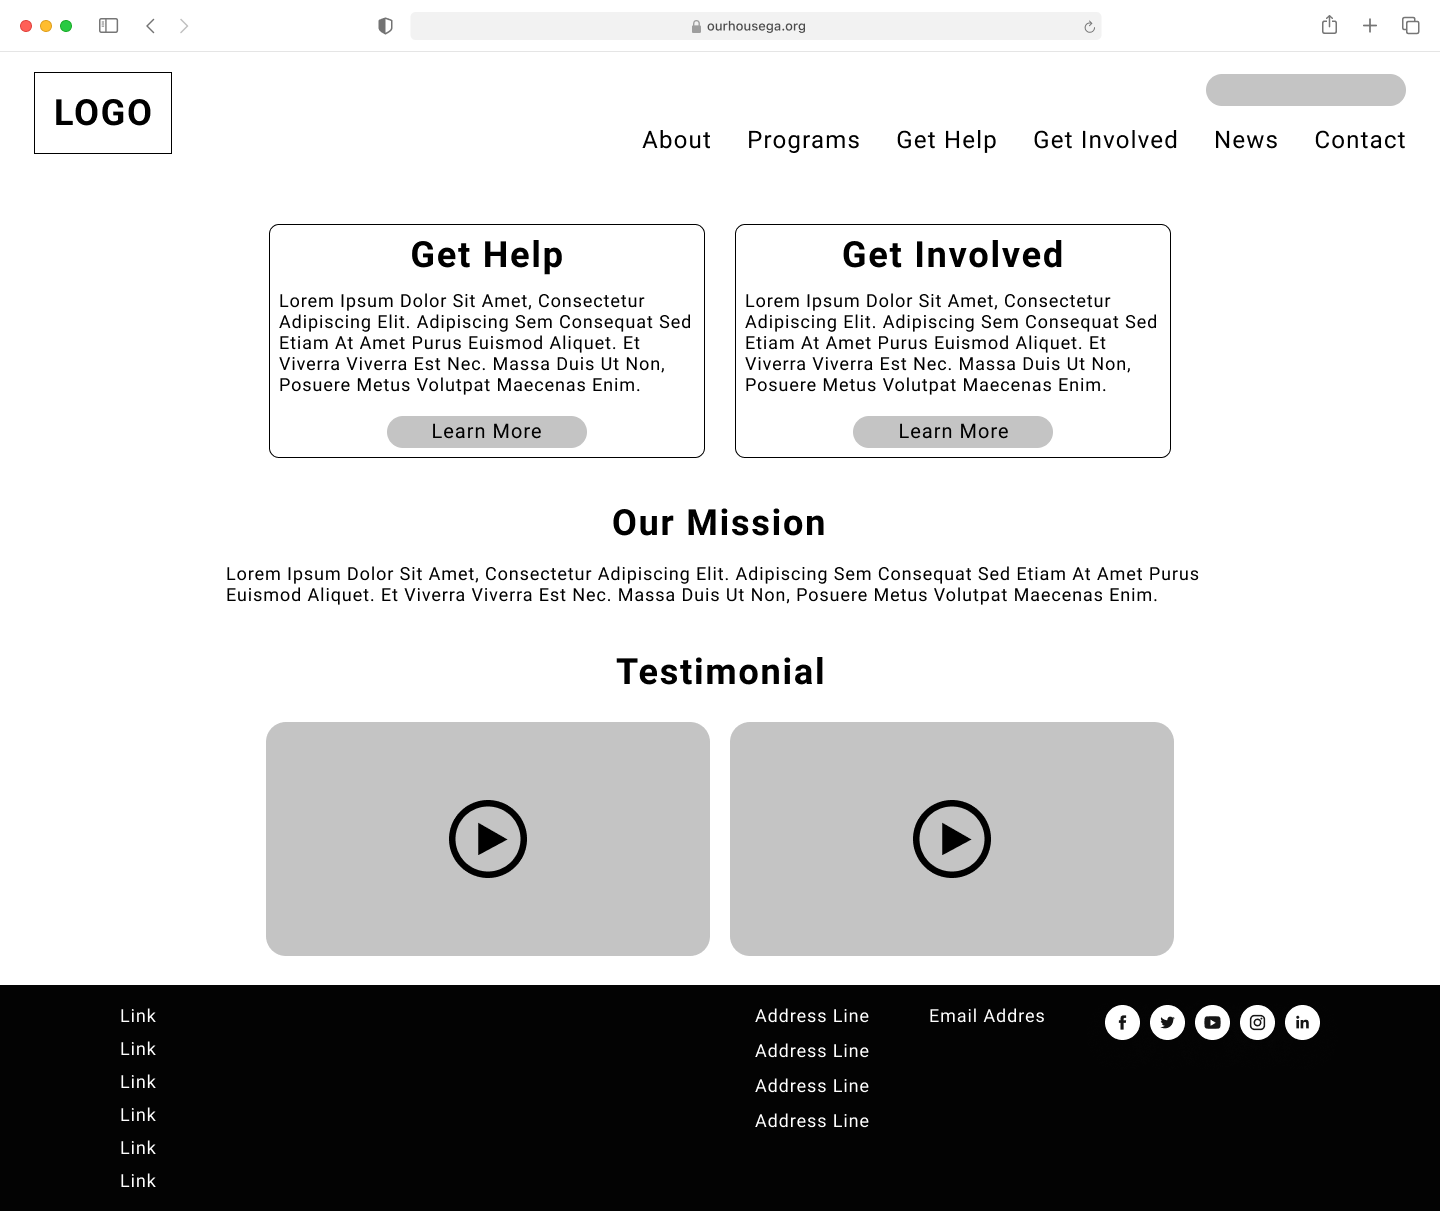 ourhousega.org
LOGO
About Programs Get Help Get Involved News Contact
Get Help
Lorem Ipsum Dolor Sit Amet, Consectetur
Adipiscing Elit. Adipiscing Sem Consequat Sed
Etiam At Amet Purus Euismod Aliquet. Et
Viverra Viverra Est Nec. Massa Duis Ut Non,
Posuere Metus Volutpat Maecenas Enim.
Learn More
Get Involved
Lorem Ipsum Dolor Sit Amet, Consectetur
Adipiscing Elit. Adipiscing Sem Consequat Sed
Etiam At Amet Purus Euismod Aliquet. Et
Viverra Viverra Est Nec. Massa Duis Ut Non,
Posuere Metus Volutpat Maecenas Enim.
Learn More
Our Mission
Lorem Ipsum Dolor Sit Amet, Consectetur Adipiscing Elit. Adipiscing Sem Consequat Sed Etiam At Amet Purus
Euismod Aliquet. Et Viverra Viverra Est Nec. Massa Duis Ut Non, Posuere Metus Volutpat Maecenas Enim.
Testimonial
Link
Link
Link
Link
Link
Link
Address Line
Address Line
Address Line
Address Line
Email Addres